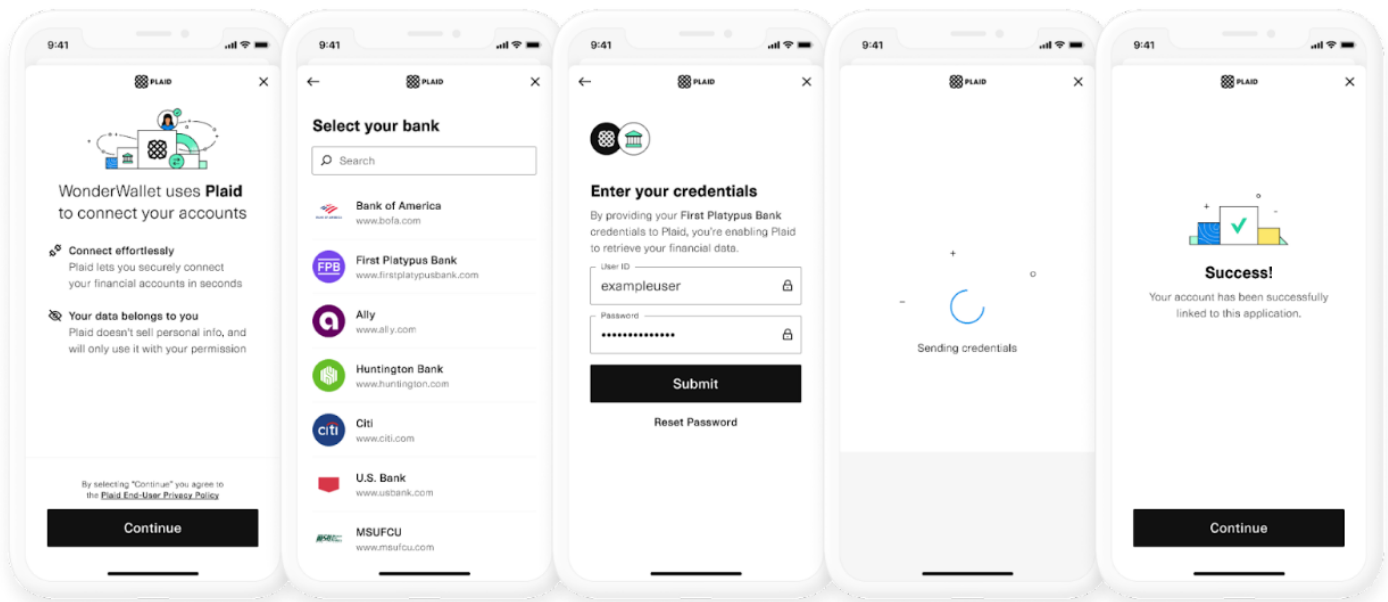 9:41
PLAID
WonderWallet uses Plaid
to connect your accounts
Connect effortlessly
Plaid lets you securely connect
your financial accounts in seconds
Your data belongs to you
Plaid doesn't sell personal info, and
will only use it with your permission
By selecting "Continue" you agree to
the Plaid End-User Privacy Policy
Continue
9:41
PLAID
Select your bank
Search
Bank of America
www.bofa.com
FPB
First Platypus Bank
www.firstplatypusbank.com
Ally
www.ally.com
Huntington Bank
www.huntington.com
citi
Citi
www.citi.com
U.S. Bank
www.usbank.com
MSUFCU
www.msufcu.com
9:41
PLAID
Enter your credentials
By providing your First Platypus Bank
credentials to Plaid, you're enabling Plaid
to retrieve your financial data.
User ID
exampleuser
Password
Submit
Reset Password
9:41
PLAID
Sending credentials
9:41
PLAID
Success!
Your account has been successfully
linked to this application.
Continue